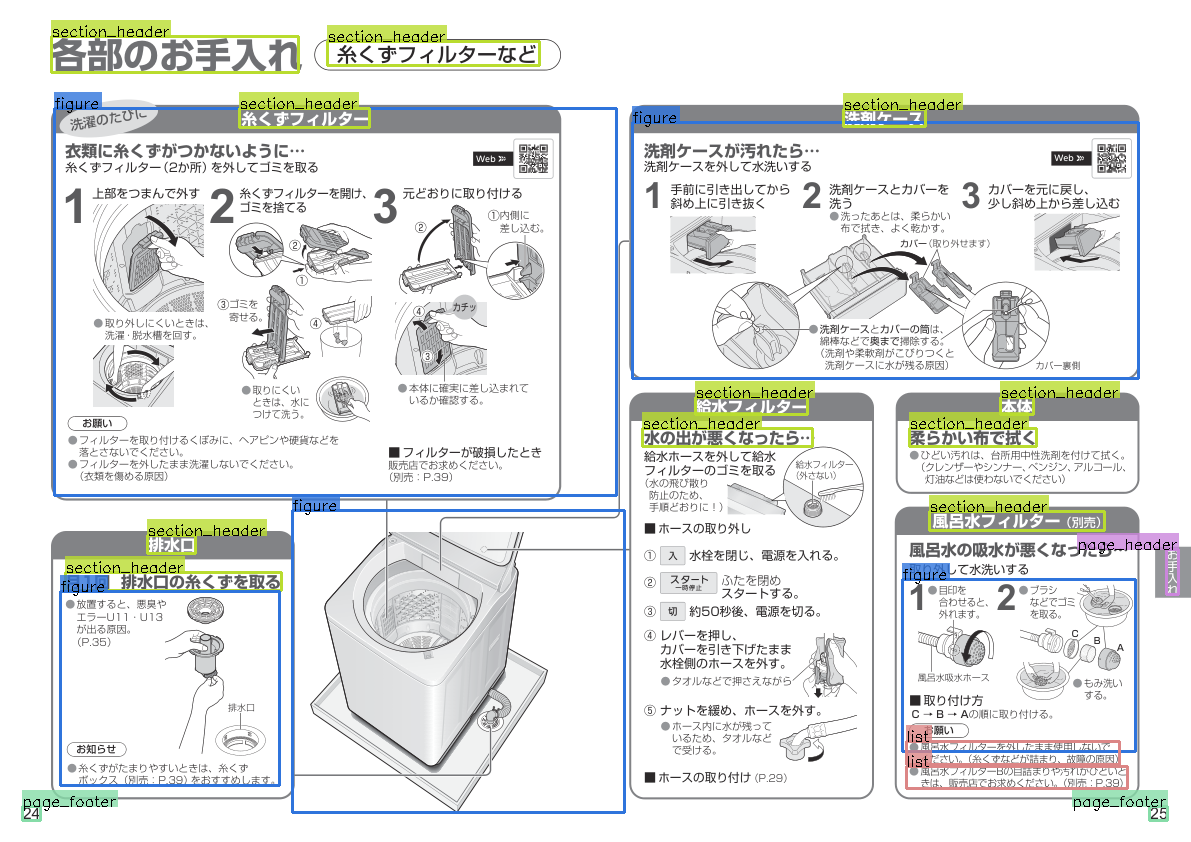 section_header
各部のお手入れ
section_header
糸くずフィルターなど
figure
洗濯のたびに
section_header
糸くずフィルター
衣類に糸くずがつかないように…
糸くずフィルター（2か所）を外してゴミを取る
Web
1 上部をつまんで外す
●取り外しにくいときは、
洗濯・脱水槽を回す。
2 糸くずフィルターを開け、
ゴミを捨てる
②
①
③ゴミを
寄せる。
④
●取りにくい
ときは、水に
つけて洗う。
3 元どおりに取り付ける
②
①内側に
差し込む。
④
カチッ
③
●本体に確実に差し込まれて
いるか確認する。
お願い
●フィルターを取り付けるくぼみに、ヘアピンや硬貨などを
落とさないでください。
●フィルターを外したまま洗濯しないでください。
（衣類を傷める原因）
■フィルターが破損したとき
販売店でお求めください。
（別売：P.39）
section_header
排水口
section_header
排水口の糸くずを取る
figure
●放置すると、悪臭や
エラーU11・U13
が出る原因。
（P.35）
排水口
お知らせ
●糸くずがたまりやすいときは、糸くず
ボックス（別売：P.39）をおすすめします。
figure
page_footer
24
figure
section_header
洗剤ケース
洗剤ケースが汚れたら…
洗剤ケースを外して水洗いする
Web
1 手前に引き出してから
斜め上に引き抜く
2 洗剤ケースとカバーを
洗う
●洗ったあとは、柔らかい
布で拭き、よく乾かす。
カバー（取り外せます）
●洗剤ケースとカバーの筒は、
綿棒などで奥まで掃除する。
（洗剤や柔軟剤がこびりつくと
洗剤ケースに水が残る原因）
カバー裏側
3 カバーを元に戻し、
少し斜め上から差し込む
section_header
給水フィルター
section_header
水の出が悪くなったら…
給水ホースを外して給水
フィルターのゴミを取る
（水の飛び散り
防止のため、
手順どおりに！）
給水フィルター
（外さない）
■ホースの取り外し
① 入 水栓を閉じ、電源を入れる。
② スタート
一時停止
ふたを閉め
スタートする。
③ 切 約50秒後、電源を切る。
④ レバーを押し、
カバーを引き下げたまま
水栓側のホースを外す。
●タオルなどで押さえながら
⑤ ナットを緩め、ホースを外す。
●ホース内に水が残って
いるため、タオルなど
で受ける。
■ホースの取り付け（P.29）
section_header
本体
section_header
柔らかい布で拭く
●ひどい汚れは、台所用中性洗剤を付けて拭く。
（クレンザーやシンナー、ベンジン、アルコール、
灯油などは使わないでください）
section_header
風呂水フィルター（別売）
page_header
お手入れ
風呂水の吸水が悪くなった
して水洗いする
figure
1 ●目印を
合わせると、
外れます。
風呂水吸水ホース
2 ●ブラシ
などでゴミ
を取る。
C
B
A
●もみ洗い
する。
■取り付け方
C → B → Aの順に取り付ける。
願い
list
●風呂水フィルターを外したまま使用しないで
ださい。（糸くずなどが詰まり、故障の原因）
list
●風呂水フィルターBの目詰まりや汚れがひどいと
きは、販売店でお求めください。（別売：P.39）
page_footer
25